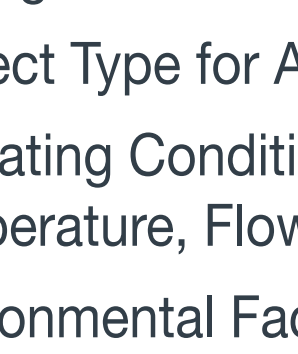 ect Type for A
ating Conditi
perature, Flow
onmental Fac